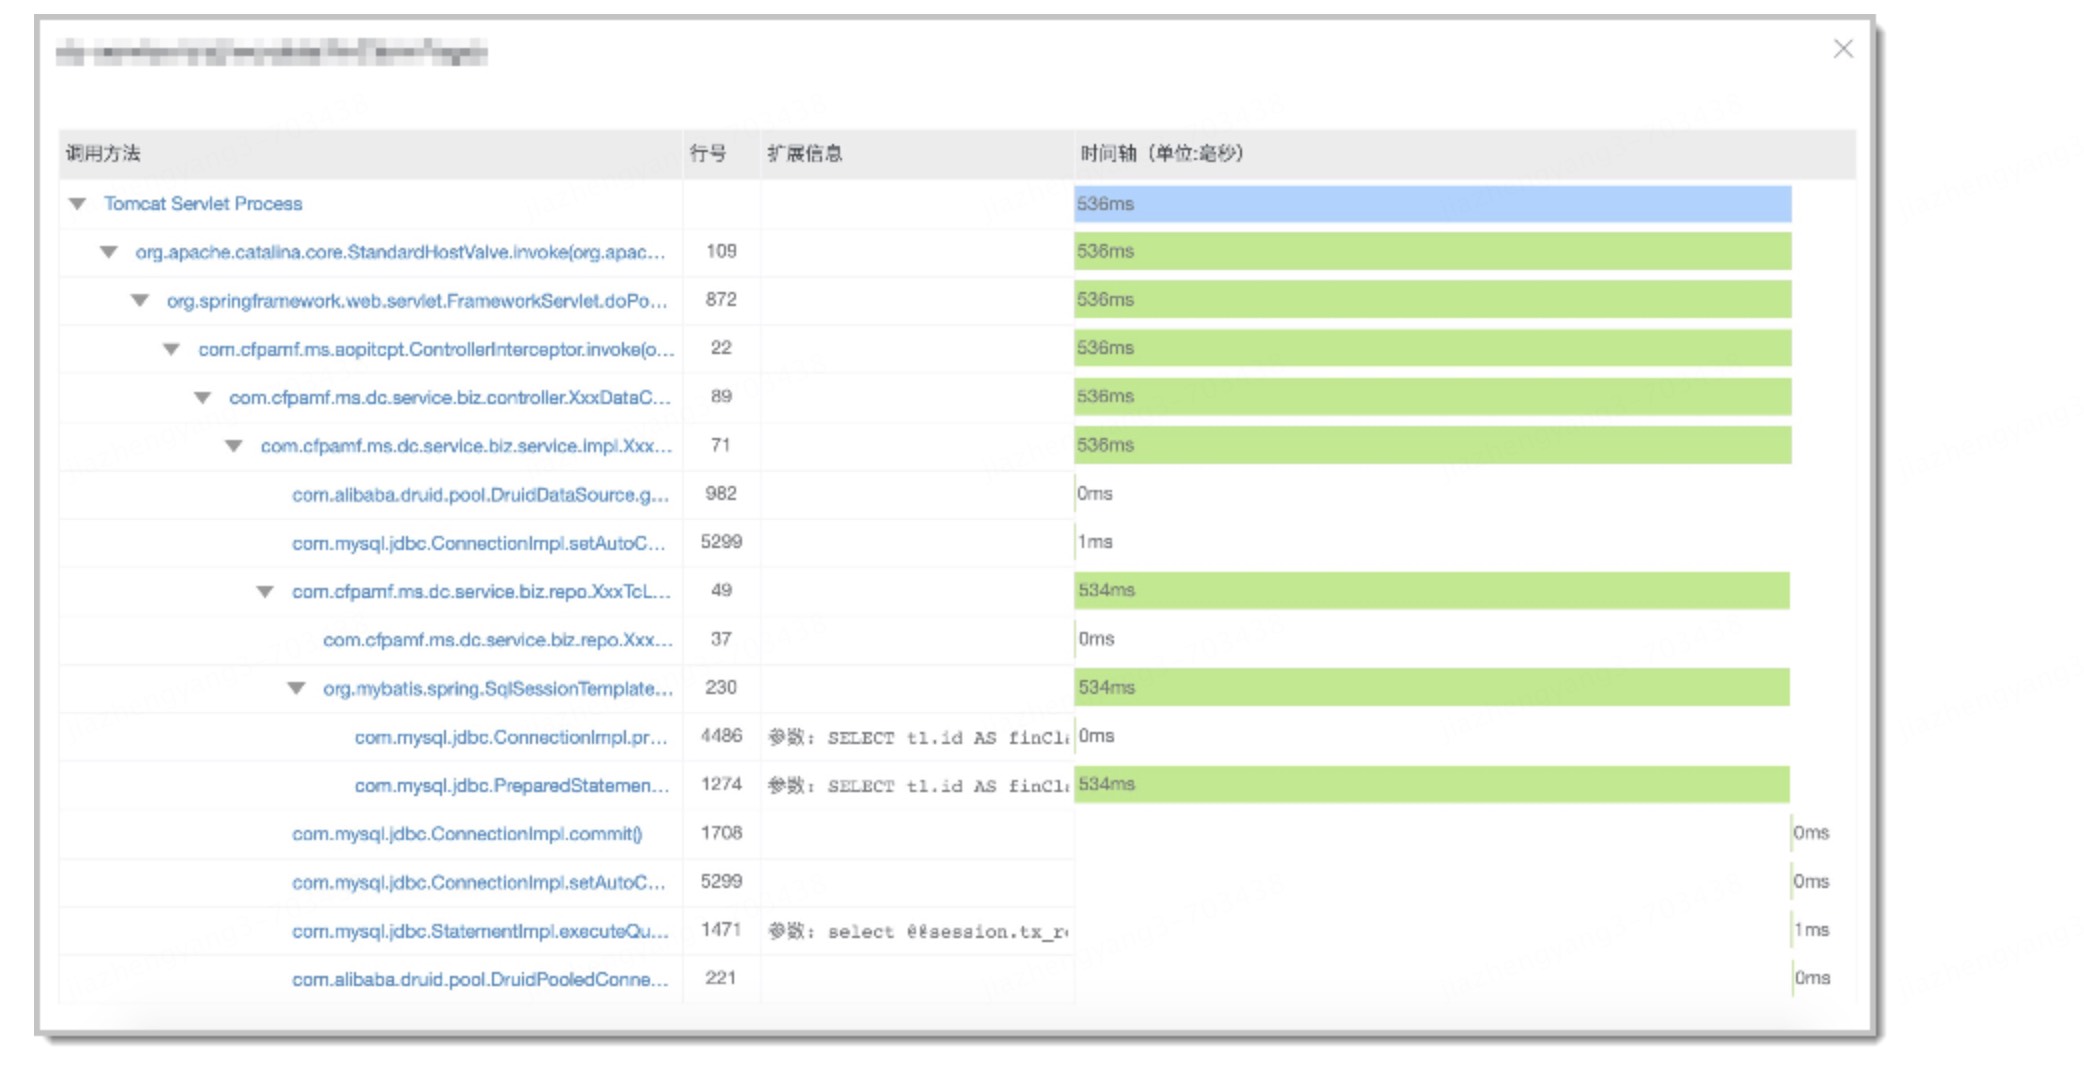 调用方法 行号 扩展信息 时间轴（单位:毫秒）
Tomcat Servlet Process 536ms
org.apache.catalina.core.StandardHostValve.invoke(org.apac... 109 536ms
org.springframework.web.servlet.FrameworkServlet.doPo... 872 536ms
com.cfpamf.ms.aopitcpt.ControllerInterceptor.invoke(o... 22 536ms
com.cfpamf.ms.dc.service.biz.controller.XxxDataC... 89 536ms
com.cfpamf.ms.dc.service.biz.service.impl.Xxx... 71 536ms
com.alibaba.druid.pool.DruidDataSource.g... 982 0ms
com.mysql.jdbc.ConnectionImpl.setAutoC... 5299 1ms
com.cfpamf.ms.dc.service.biz.repo.XxxTcL... 49 534ms
com.cfpamf.ms.dc.service.biz.repo.Xxx... 37 0ms
org.mybatis.spring.SqlSessionTemplate... 230 534ms
com.mysql.jdbc.ConnectionImpl.pr... 4486 参数: SELECT t1.id AS finCl 0ms
com.mysql.jdbc.PreparedStatemen... 1274 参数: SELECT t1.id AS finCl 534ms
com.mysql.jdbc.ConnectionImpl.commit() 1708 0ms
com.mysql.jdbc.ConnectionImpl.setAutoC... 5299 0ms
com.mysql.jdbc.StatementImpl.executeQu... 1471 参数: select @@session.tx_r 1ms
com.alibaba.druid.pool.DruidPooledConne... 221 0ms